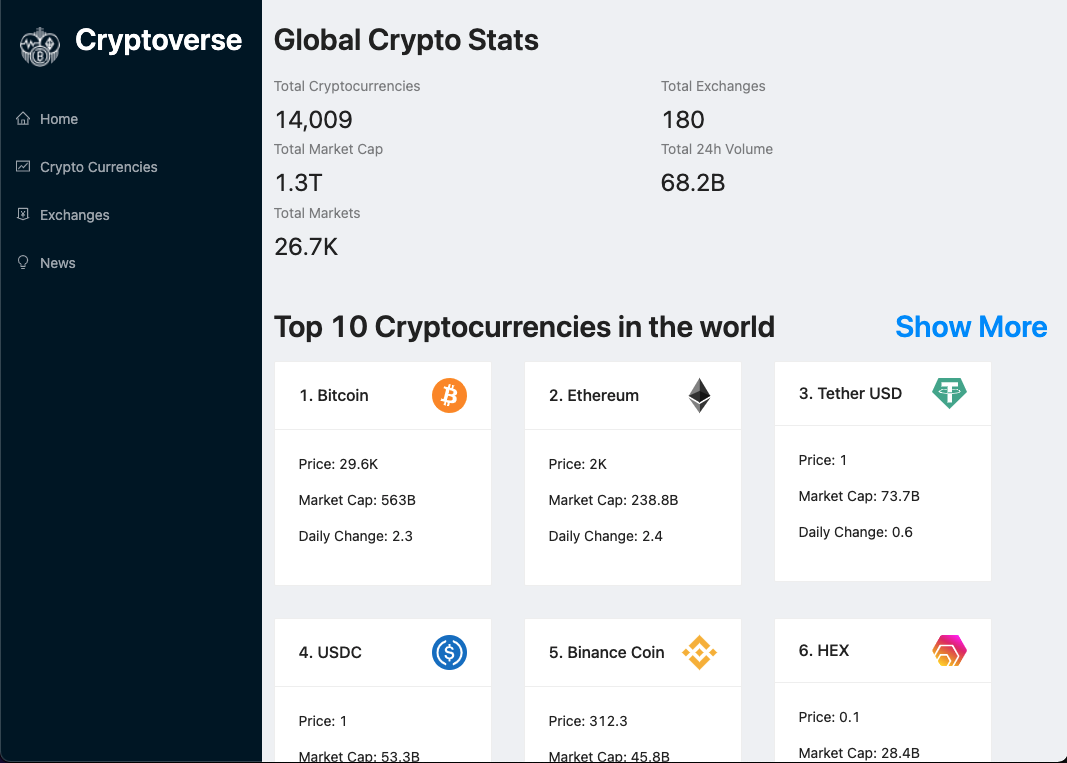 Cryptoverse
Home
Crypto Currencies
Exchanges
News
Global Crypto Stats
Total Cryptocurrencies
14,009
Total Exchanges
180
Total Market Cap
1.3T
Total 24h Volume
68.2B
Total Markets
26.7K
Top 10 Cryptocurrencies in the world
Show More
1. Bitcoin
Price: 29.6K
Market Cap: 563B
Daily Change: 2.3
2. Ethereum
Price: 2K
Market Cap: 238.8B
Daily Change: 2.4
3. Tether USD
Price: 1
Market Cap: 73.7B
Daily Change: 0.6
4. USDC
Price: 1
Market Cap: 53.3B
5. Binance Coin
Price: 312.3
Market Cap: 45.8B
6. HEX
Price: 0.1
Market Cap: 28.4B